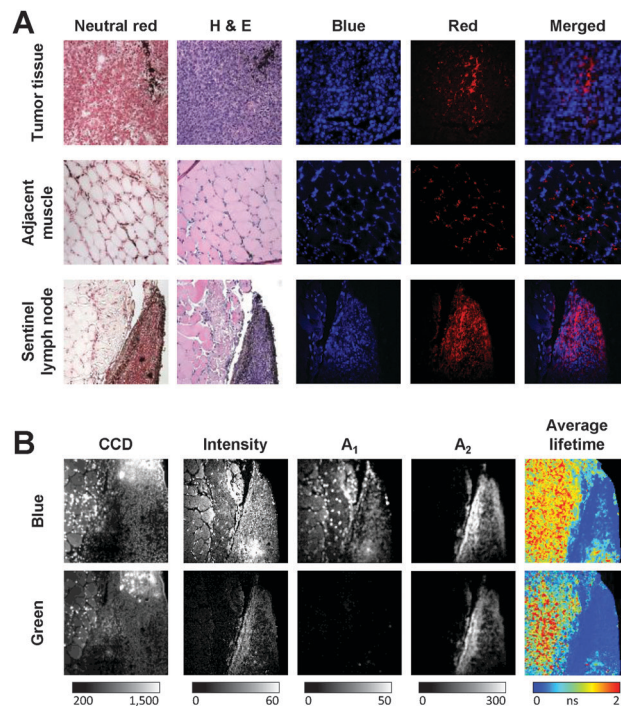 A
Neutral red H & E Blue Red Merged
Tumor tissue
Adjacent muscle
Sentinel lymph node
B
CCD Intensity A1 A2 Average lifetime
Blue
Green
200 1,500 0 60 0 50 0 300 0 ns 2